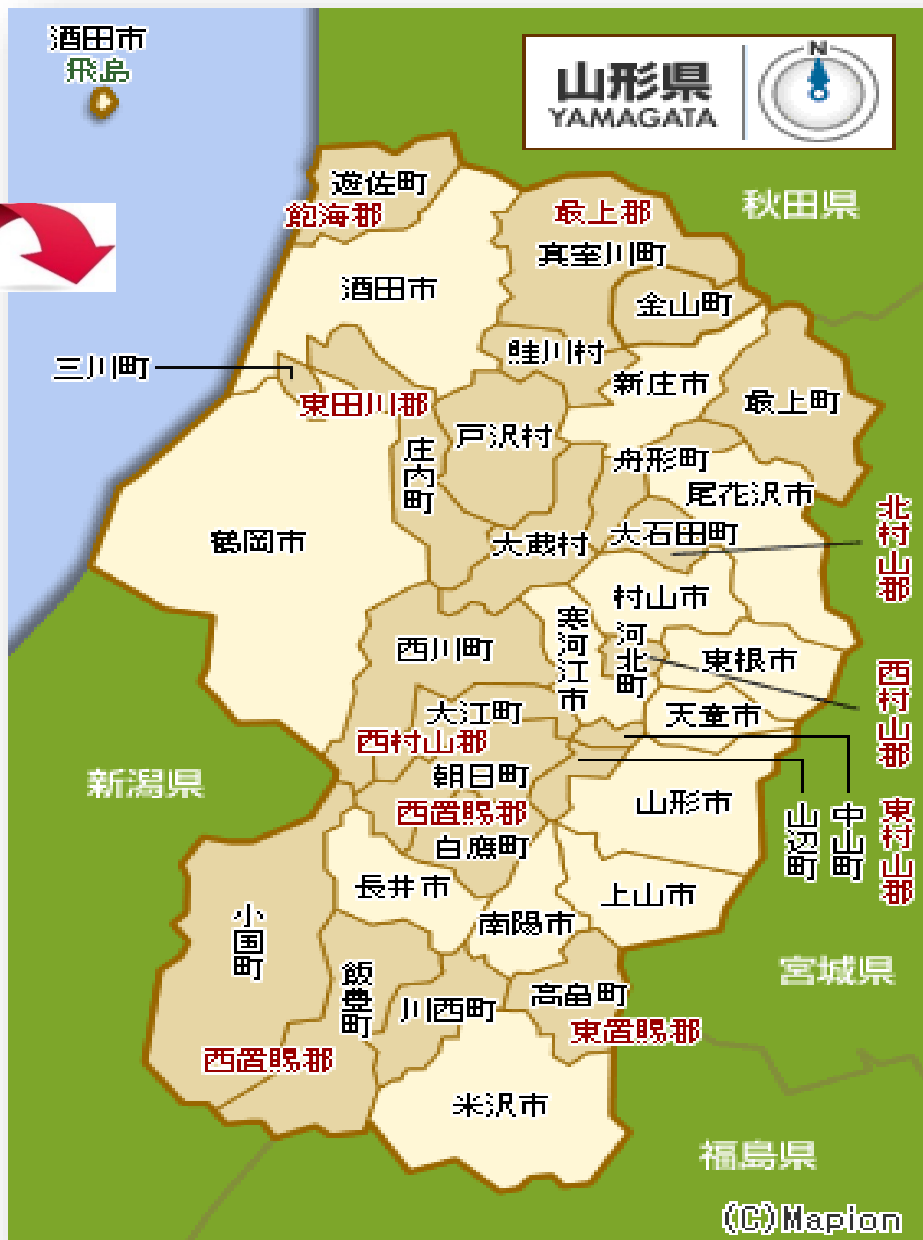 酒田市
飛島
山形県
YAMAGATA
N
遊佐町
飽海郡
最上郡
秋田県
真室川町
酒田市
金山町
鮭川村
三川町
新庄市
東田川郡
最上町
戸沢村
舟形町
庄内町
尾花沢市
大石田町
北村山郡
鶴岡市
大蔵村
村山市
寒河江市
河北町
西川町
東根市
西村山郡
大江町
天童市
西村山郡
朝日町
新潟県
山形市
西置賜郡
山辺町
中山町
東村山郡
白鷹町
長井市
上山市
小国町
南陽市
飯豊町
宮城県
川西町
高畠町
東置賜郡
西置賜郡
米沢市
福島県
(C)Mapion